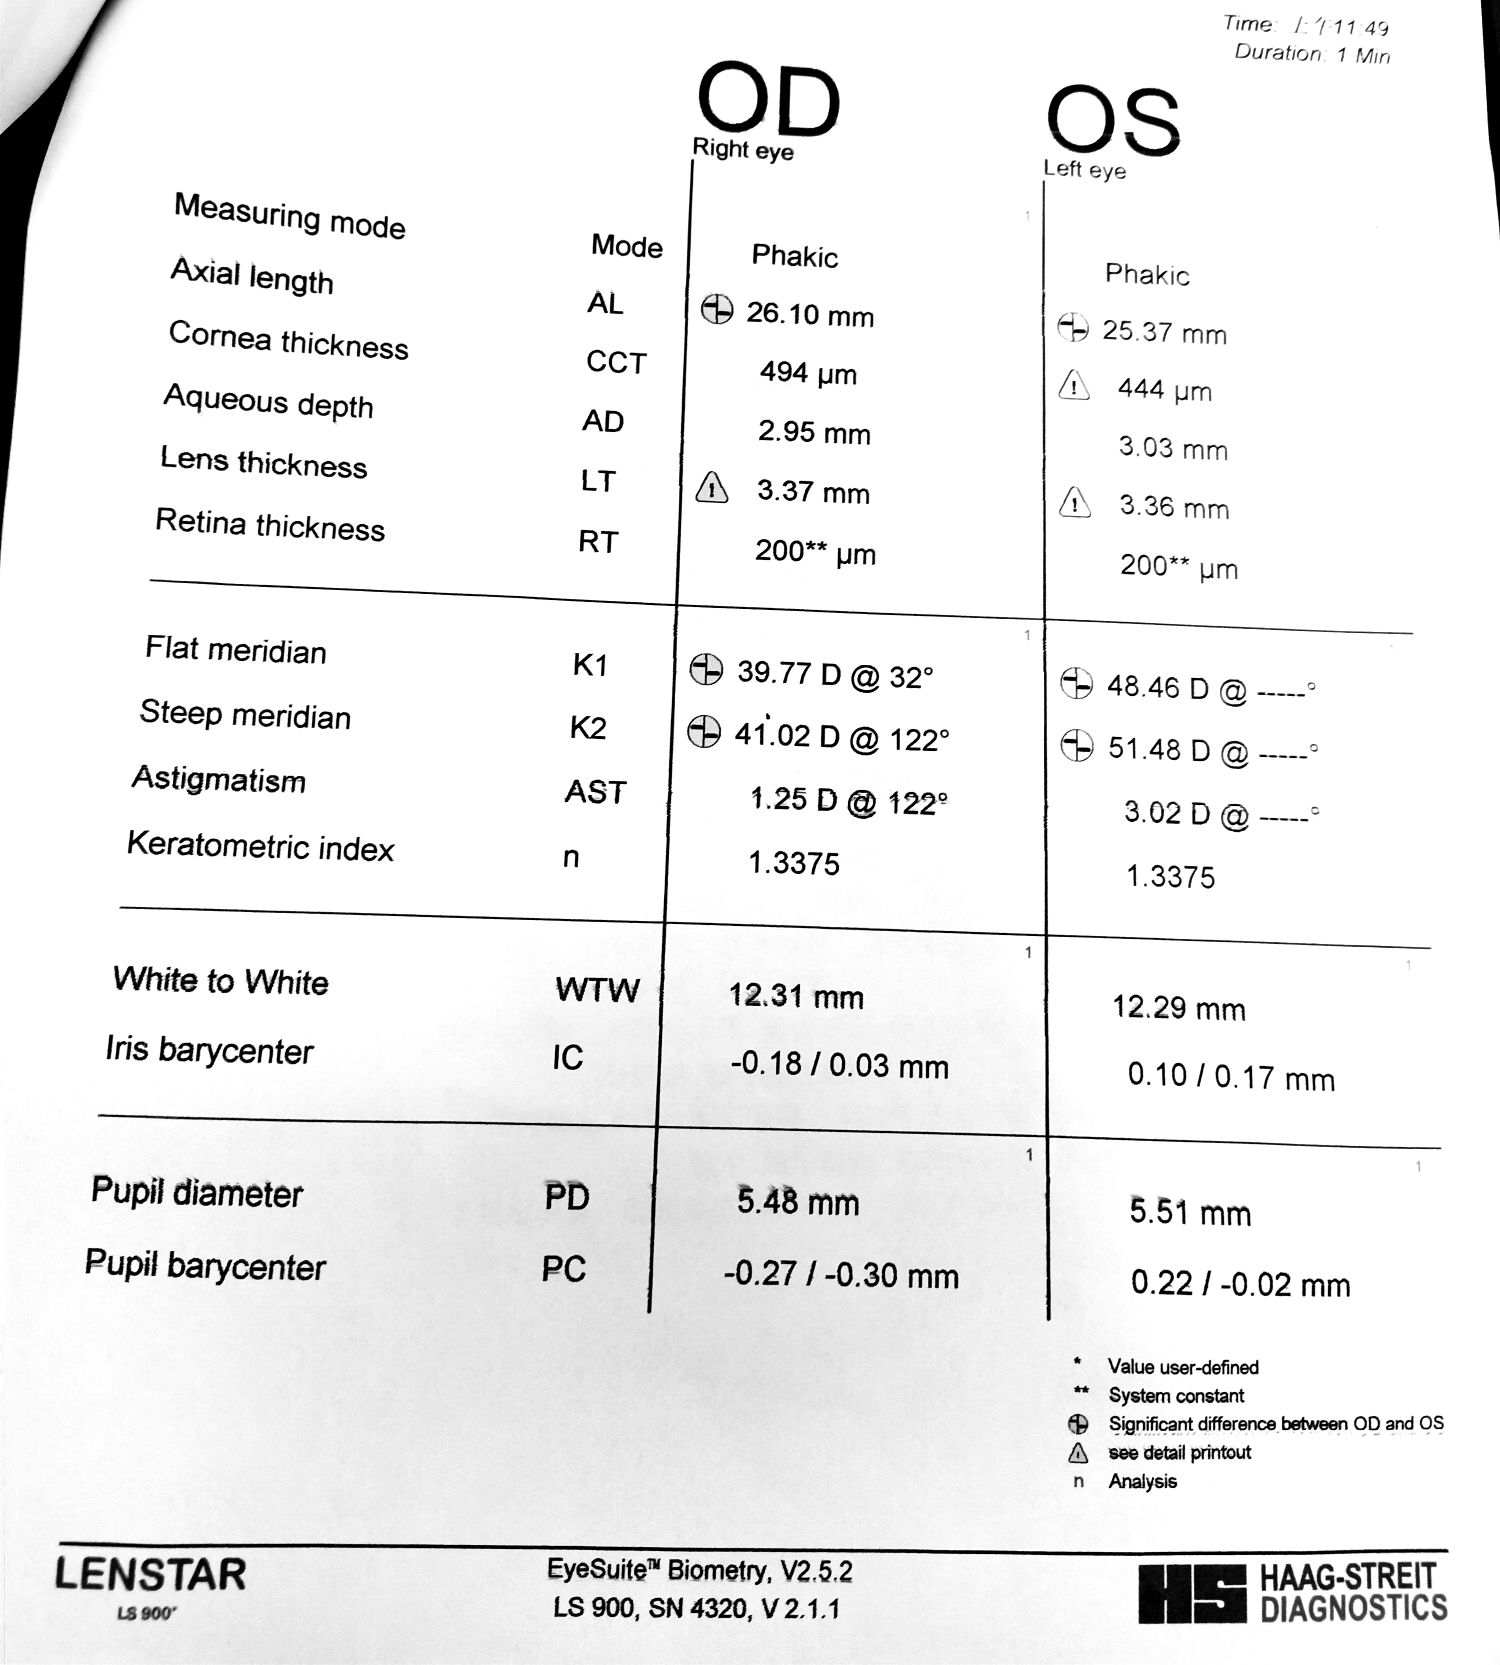 Time: 11:49
Duration: 1 Min
OD OS
Right eye Left eye
Measuring mode Mode Phakic Phakic 1
Axial length AL 26.10 mm 25.37 mm
Cornea thickness CCT 494 µm 444 µm
Aqueous depth AD 2.95 mm 3.03 mm
Lens thickness LT 3.37 mm 3.36 mm
Retina thickness RT 200** µm 200** µm
1
Flat meridian K1 39.77 D @ 32° 48.46 D @ -----°
Steep meridian K2 41.02 D @ 122° 51.48 D @ -----°
Astigmatism AST 1.25 D @ 122° 3.02 D @ -----°
Keratometric index n 1.3375 1.3375
1 1
White to White WTW 12.31 mm 12.29 mm
Iris barycenter IC -0.18 / 0.03 mm 0.10 / 0.17 mm
1 1
Pupil diameter PD 5.48 mm 5.51 mm
Pupil barycenter PC -0.27 / -0.30 mm 0.22 / -0.02 mm
* Value user-defined
** System constant
Significant difference between OD and OS
see detail printout
n Analysis
LENSTAR EyeSuite™ Biometry, V2.5.2 HS HAAG-STREIT
LS 900® LS 900, SN 4320, V 2.1.1 DIAGNOSTICS